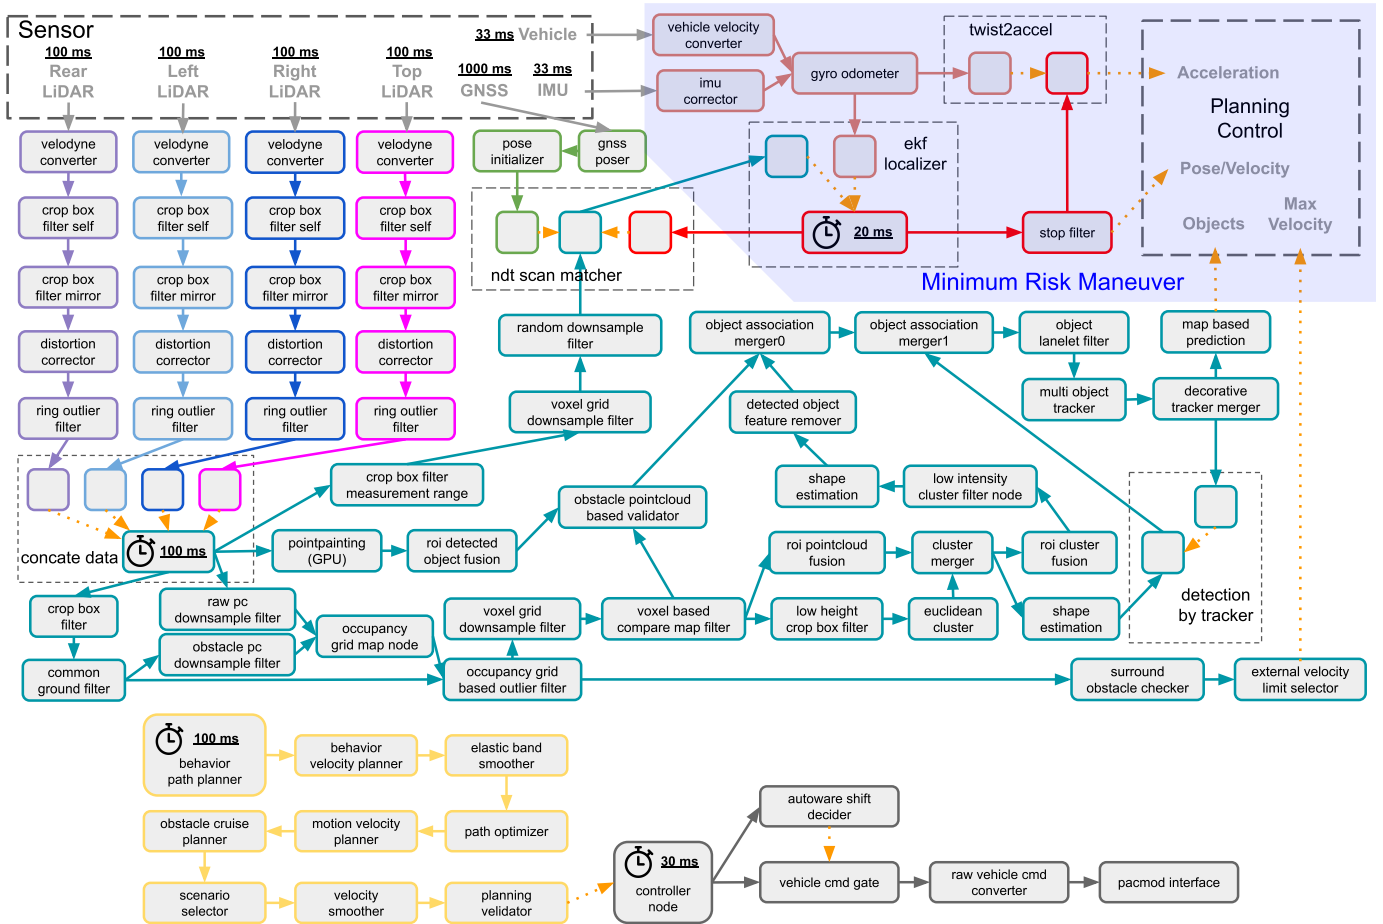 Sensor
100 ms
Rear
LiDAR
100 ms
Left
LiDAR
100 ms
Right
LiDAR
100 ms
Top
LiDAR
33 ms Vehicle
1000 ms
GNSS
33 ms
IMU
vehicle velocity
converter
imu
corrector
gyro odometer
twist2accel
Acceleration
Planning
Control
Pose/Velocity
Objects
Max
Velocity
velodyne
converter
velodyne
converter
velodyne
converter
velodyne
converter
pose
initializer
gnss
poser
ekf
localizer
crop box
filter self
crop box
filter self
crop box
filter self
crop box
filter self
20 ms
stop filter
ndt scan matcher
Minimum Risk Maneuver
crop box
filter mirror
crop box
filter mirror
crop box
filter mirror
crop box
filter mirror
distortion
corrector
distortion
corrector
distortion
corrector
distortion
corrector
random downsample
filter
object association
merger0
object association
merger1
object
lanelet filter
map based
prediction
ring outlier
filter
ring outlier
filter
ring outlier
filter
ring outlier
filter
voxel grid
downsample filter
detected object
feature remover
multi object
tracker
decorative
tracker merger
crop box filter
measurement range
obstacle pointcloud
based validator
shape
estimation
low intensity
cluster filter node
concate data
100 ms
pointpainting
(GPU)
roi detected
object fusion
roi pointcloud
fusion
cluster
merger
roi cluster
fusion
detection
by tracker
crop box
filter
raw pc
downsample filter
obstacle pc
downsample filter
occupancy
grid map node
voxel grid
downsample filter
voxel based
compare map filter
low height
crop box filter
euclidean
cluster
shape
estimation
common
ground filter
occupancy grid
based outlier filter
surround
obstacle checker
external velocity
limit selector
100 ms
behavior
path planner
behavior
velocity planner
elastic band
smoother
obstacle cruise
planner
motion velocity
planner
path optimizer
scenario
selector
velocity
smoother
planning
velidator
30 ms
controller
node
autoware shift
decider
vehicle cmd gate
raw vehicle cmd
converter
pacmod interface